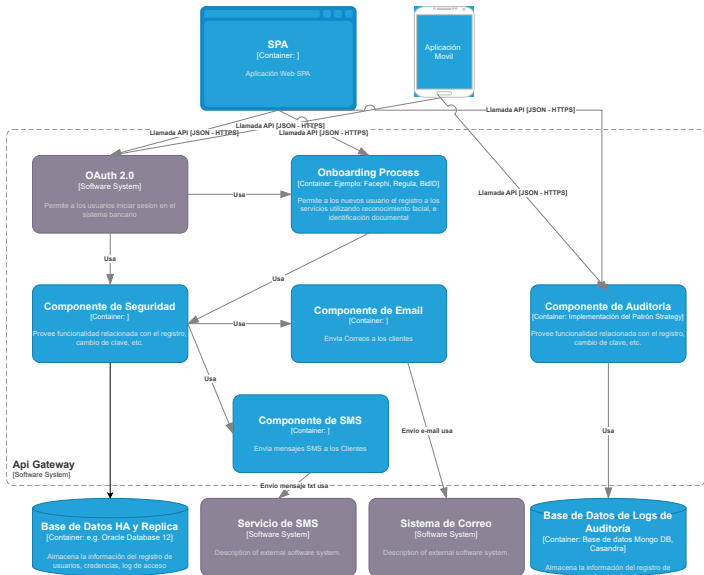 SPA
[Container: ]
Aplicación Web SPA
Aplicación
Movil
Llamada API [JSON - HTTPS]
Llamada API [JSON - HTTPS]
Llamada API [JSON - HTTPS]
Llamada API [JSON - HTTPS]
OAuth 2.0
[Software System]
Permite a los usuarios iniciar sesion en el
sistema bancario
Usa
Onboarding Process
[Container: Ejemplo: Facephi, Regula, BidID]
Permite a los nuevos usuario el registro a los
servicios utilizando reconocimiento facial, e
identificación documental
Llamada API [JSON - HTTPS]
Usa
Usa
Componente de Seguridad
[Container: ]
Provee funcionalidad relacionada con el registro,
cambio de clave, etc.
Usa
Componente de Email
[Container: ]
Envia Correos a los clientes
Componente de Auditoria
[Container: Implementación del Patrón Strategy]
Provee funcionalidad relacionada con el registro,
cambio de clave, etc.
Usa
Componente de SMS
[Container: ]
Envia mensajes SMS a los Clientes
Envio e-mail usa
Usa
Api Gateway
[Software System]
Envio mensaje txt usa
Base de Datos HA y Replica
[Container: e.g. Oracle Database 12]
Almacena la información del registro de
usuarios, credenciales, log de acceso
Servicio de SMS
[Software System]
Description of external software system.
Sistema de Correo
[Software System]
Description of external software system.
Base de Datos de Logs de
Auditoría
[Container: Base de datos Mongo DB,
Casandra]
Almacena la información del registro de